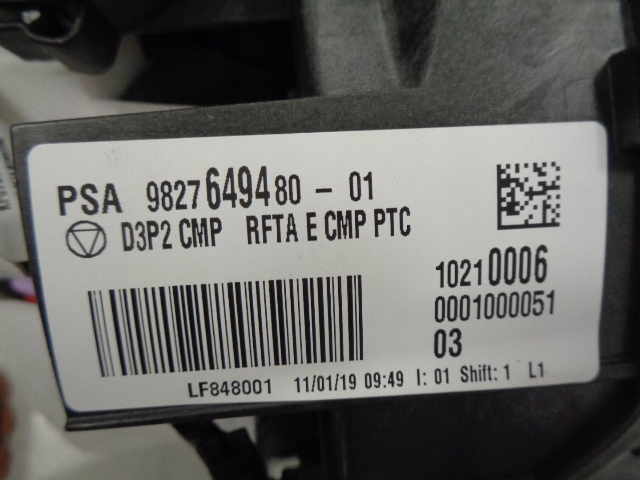 PSA 9827649480 - 01
D3P2 CMP RFTA E CMP PTC
10210006
0001000051
03
LF848001 11/01/19 09:49 I: 01 Shift: 1 L1